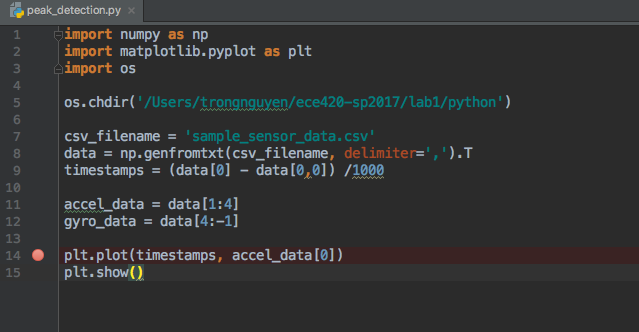 peak_detection.py ×
1 import numpy as np
2 import matplotlib.pyplot as plt
3 import os
4
5 os.chdir('/Users/trongnguyen/ece420-sp2017/lab1/python')
6
7 csv_filename = 'sample_sensor_data.csv'
8 data = np.genfromtxt(csv_filename, delimiter=',').T
9 timestamps = (data[0] - data[0,0]) /1000
10
11 accel_data = data[1:4]
12 gyro_data = data[4:-1]
13
14 plt.plot(timestamps, accel_data[0])
15 plt.show()